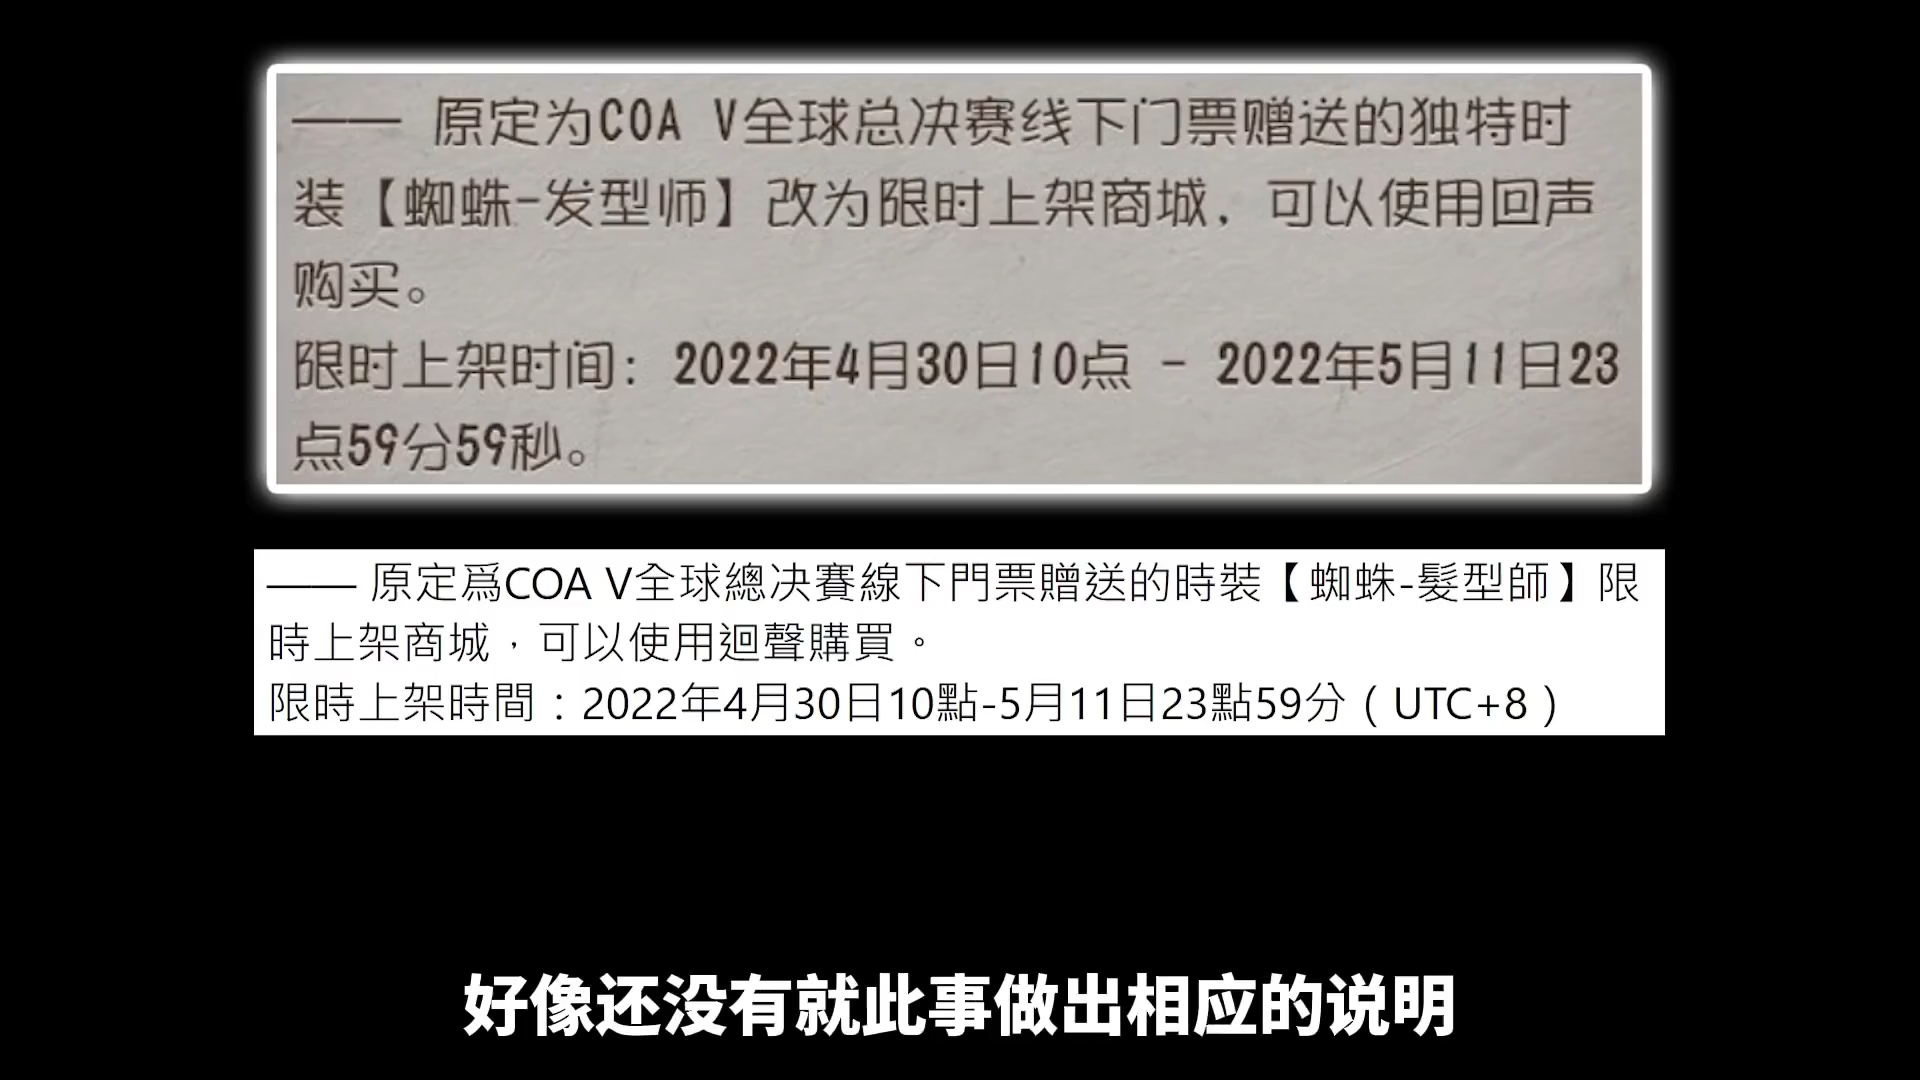 —— 原定为COA V全球总决赛线下门票赠送的独特时
装【蜘蛛-发型师】改为限时上架商城，可以使用回声
购买。
限时上架时间：2022年4月30日10点 - 2022年5月11日23
点59分59秒。
—— 原定爲COA V全球總决賽線下門票贈送的時裝【蜘蛛-髮型師】限
時上架商城，可以使用迴聲購買。
限時上架時間：2022年4月30日10點-5月11日23點59分（UTC+8）
好像还没有就此事做出相应的说明